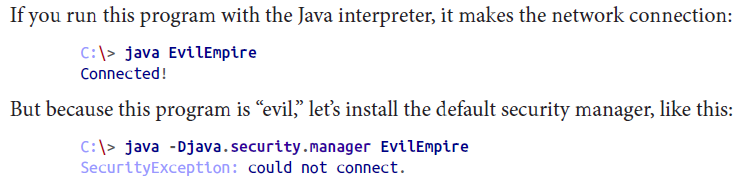 If you run this program with the Java interpreter, it makes the network connection:
C:\> java EvilEmpire
Connected!
But because this program is “evil,” let’s install the default security manager, like this:
C:\> java -Djava.security.manager EvilEmpire
SecurityException: could not connect.